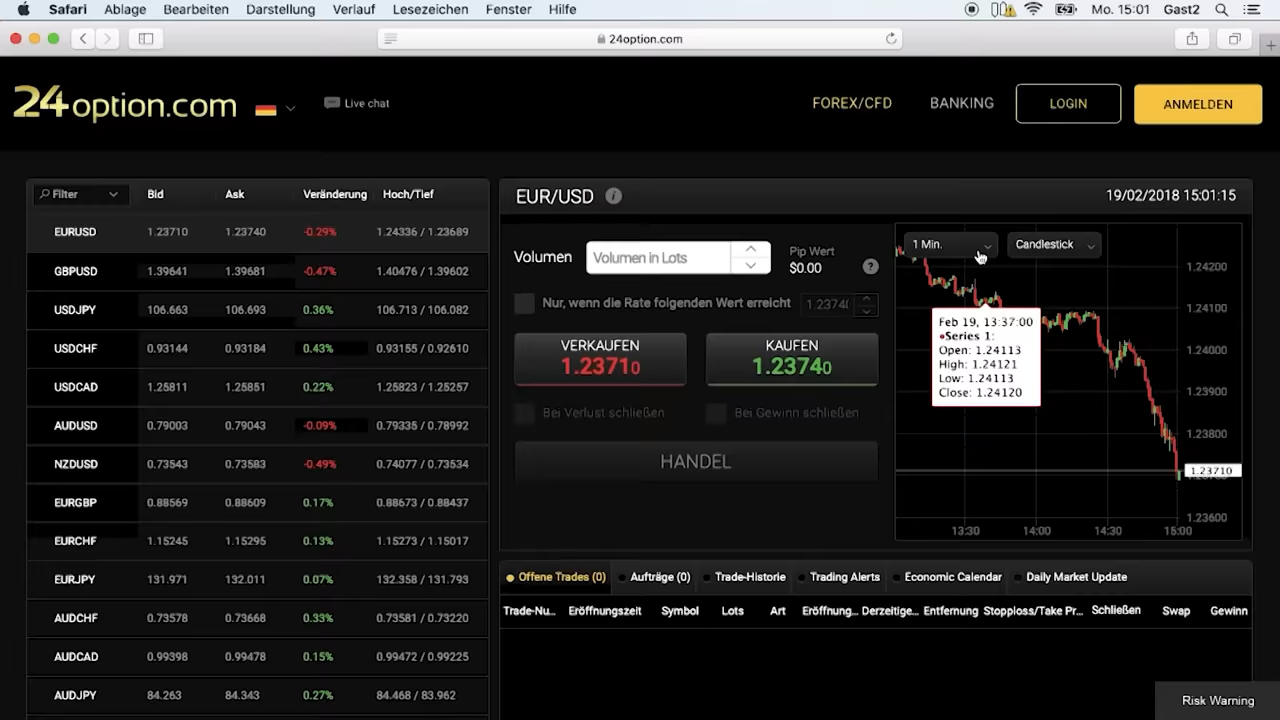 Safari Ablage Bearbeiten Darstellung Verlauf Lesezeichen Fenster Hilfe Mo. 15:01 Gast2
24option.com
24option.com Live chat FOREX/CFD BANKING LOGIN ANMELDEN
Filter Bid Ask Veränderung Hoch/Tief
EURUSD 1.23710 1.23740 -0.29% 1.24336 / 1.23689
GBPUSD 1.39641 1.39681 -0.47% 1.40476 / 1.39602
USDJPY 106.663 106.693 0.36% 106.713 / 106.082
USDCHF 0.93144 0.93184 0.43% 0.93155 / 0.92610
USDCAD 1.25811 1.25851 0.22% 1.25823 / 1.25257
AUDUSD 0.79003 0.79043 -0.09% 0.79335 / 0.78992
NZDUSD 0.73543 0.73583 -0.49% 0.74077 / 0.73534
EURGBP 0.88569 0.88609 0.17% 0.88673 / 0.88437
EURCHF 1.15245 1.15295 0.13% 1.15273 / 1.15017
EURJPY 131.971 132.011 0.07% 132.358 / 131.793
AUDCHF 0.73578 0.73668 0.33% 0.73581 / 0.73220
AUDCAD 0.99398 0.99478 0.15% 0.99472 / 0.99225
AUDJPY 84.263 84.343 0.27% 84.468 / 83.962
EUR/USD 19/02/2018 15:01:15
Volumen Volumen in Lots Pip Wert
$0.00 ?
Nur, wenn die Rate folgenden Wert erreicht 1.2374
VERKAUFEN KAUFEN
1.23710 1.23740
Bei Verlust schließen Bei Gewinn schließen
HANDEL
1 Min. Candlestick
1.24200
1.24100
1.24000
1.23900
1.23800
1.23710
1.23600
13:30 14:00 14:30 15:00
Feb 19, 13:37:00
Series 1:
Open: 1.24113
High: 1.24121
Low: 1.24113
Close: 1.24120
Offene Trades (0) Aufträge (0) Trade-Historie Trading Alerts Economic Calendar Daily Market Update
Trade-Nu... Eröffnungszeit Symbol Lots Art Eröffnung... Derzeitige... Entfernung Stoploss/Take Pr... Schließen Swap Gewinn
Risk Warning